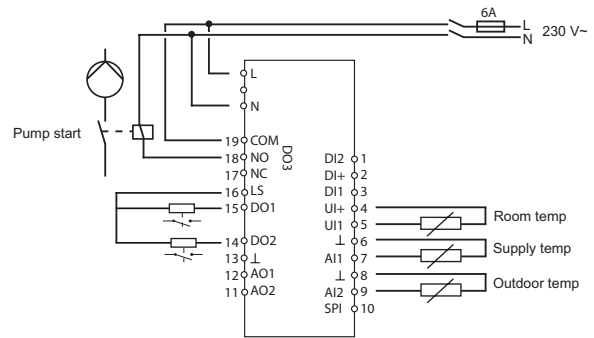 6A
L
N
230 V~
L
N
Pump start
19 COM
18 NO
17 NC
DO3
16 LS
15 DO1
14 DO2
13 ⊥
12 AO1
11 AO2
DI2 1
DI+ 2
DI1 3
UI+ 4
UI1 5
⊥ 6
AI1 7
⊥ 8
AI2 9
SPI 10
Room temp
Supply temp
Outdoor temp